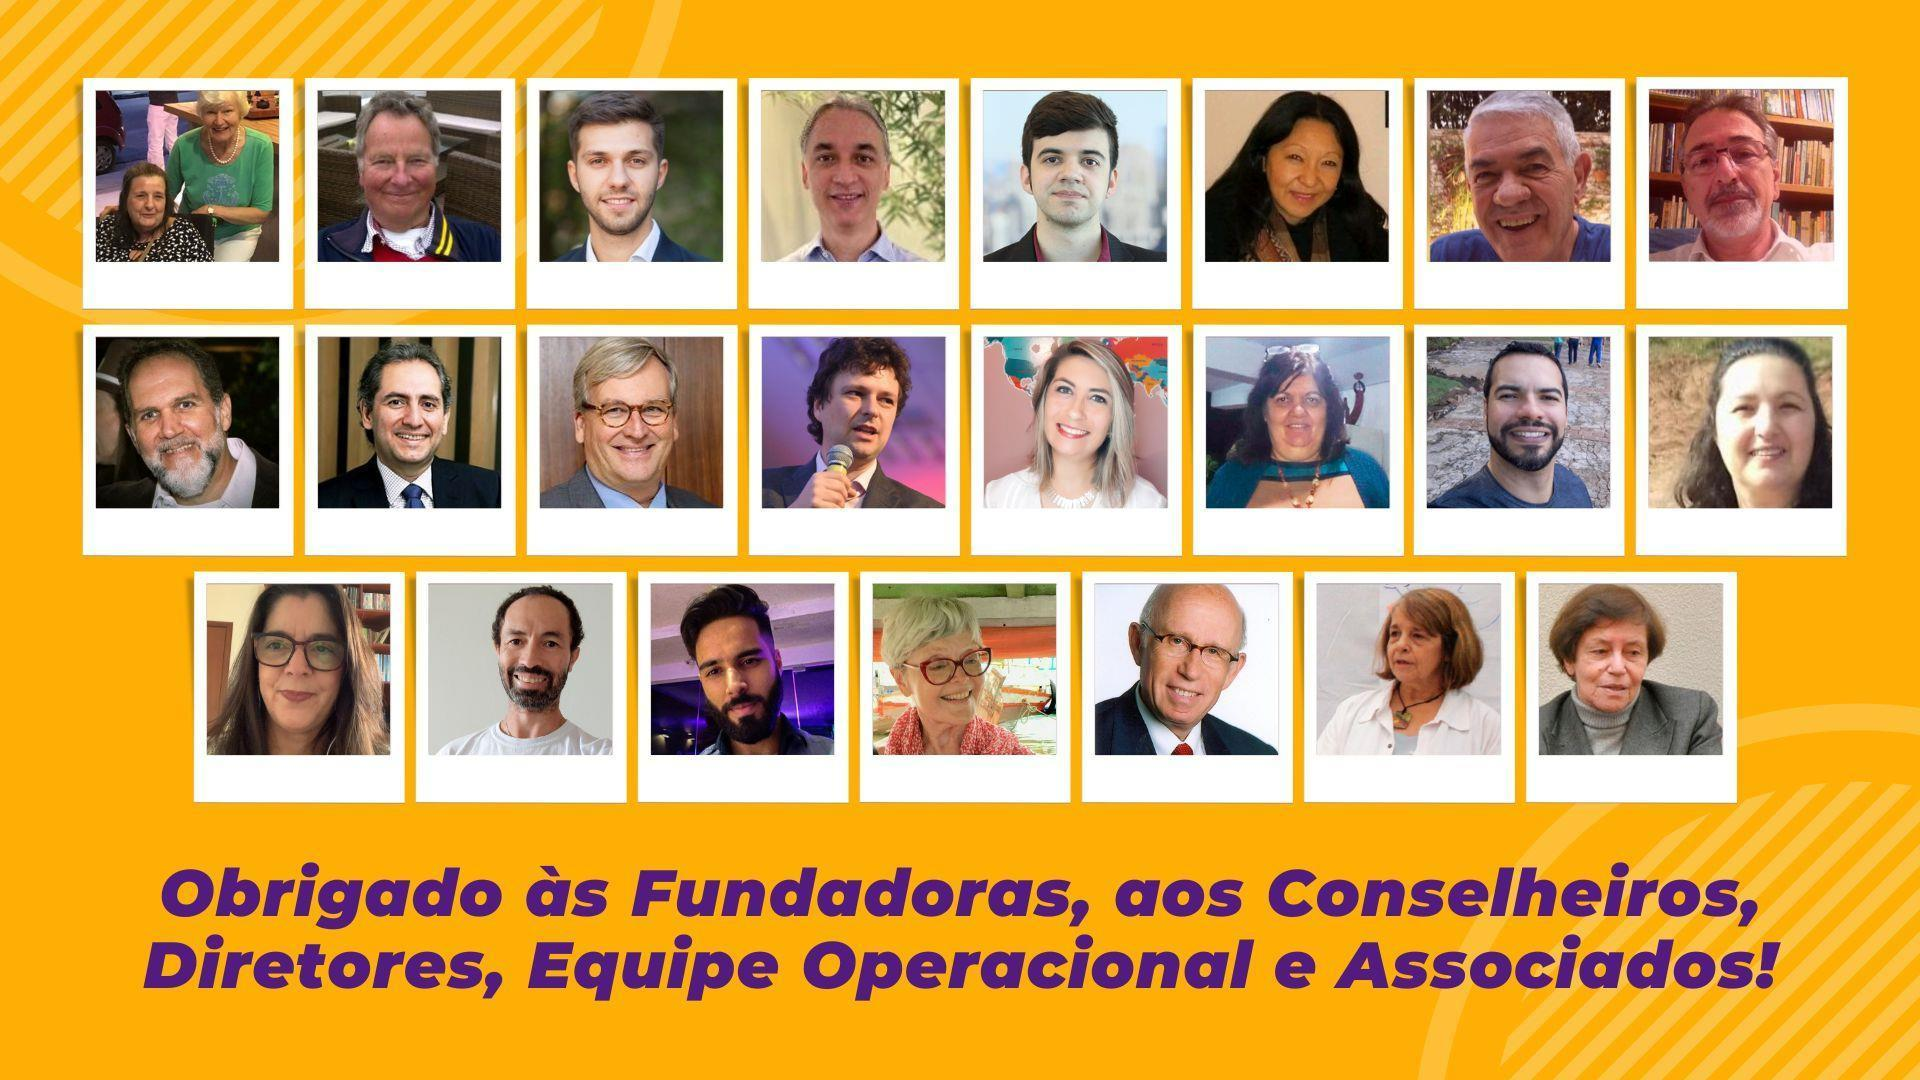 Obrigado às Fundadoras, aos Conselheiros,
Diretores, Equipe Operacional e Associados!